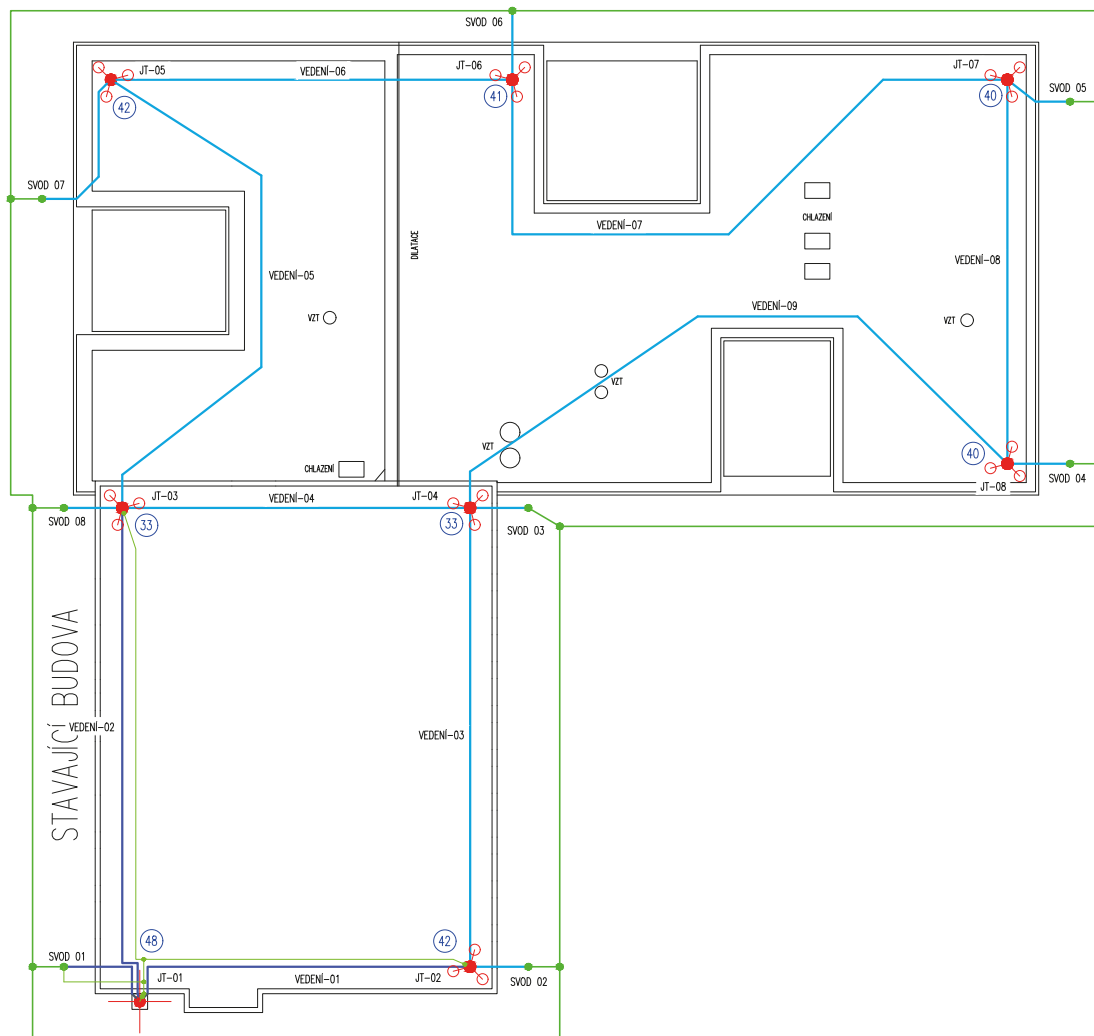 SVOD 06
JT-05
VEDENÍ-06
JT-06
JT-07
SVOD 05
42
41
40
SVOD 07
CHLAZENÍ
VEDENÍ-07
DILATACE
VEDENÍ-05
VEDENÍ-08
VZT
VEDENÍ-09
VZT
VZT
VZT
CHLAZENÍ
40
SVOD 04
JT-08
JT-03
VEDENÍ-04
JT-04
SVOD 08
33
33
SVOD 03
STAVAJÍCÍ BUDOVA
VEDENÍ-02
VEDENÍ-03
48
42
SVOD 01
JT-01
VEDENÍ-01
JT-02
SVOD 02